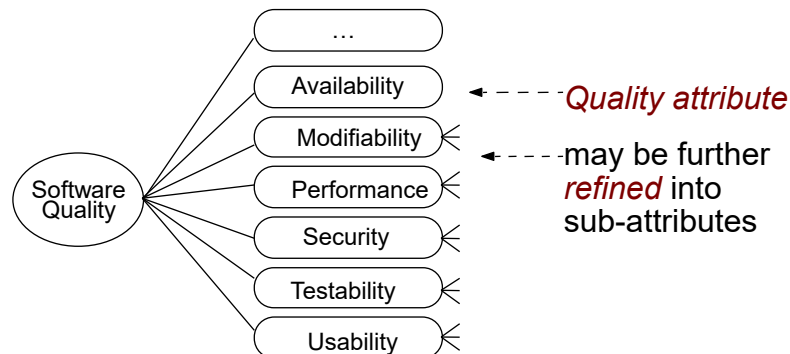 Software
Quality
…
Availability
Modifiability
Performance
Security
Testability
Usability
Quality attribute
may be further
refined into
sub-attributes